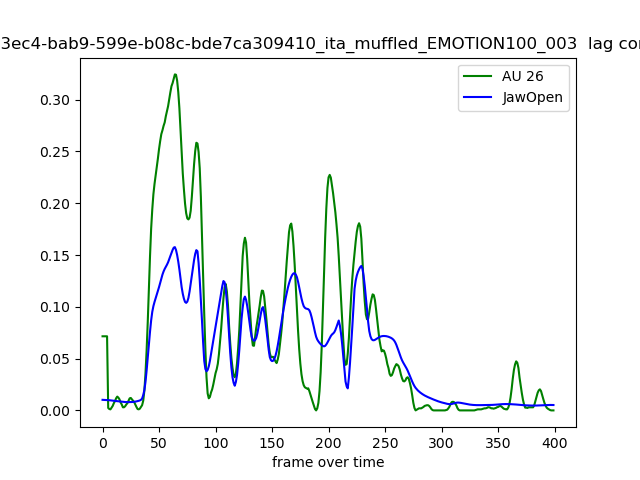 3ec4-bab9-599e-b08c-bde7ca309410_ita_muffled_EMOTION100_003 lag
AU 26
JawOpen
0.30
0.25
0.20
0.15
0.10
0.05
0.00
0 50 100 150 200 250 300 350 400
frame over time